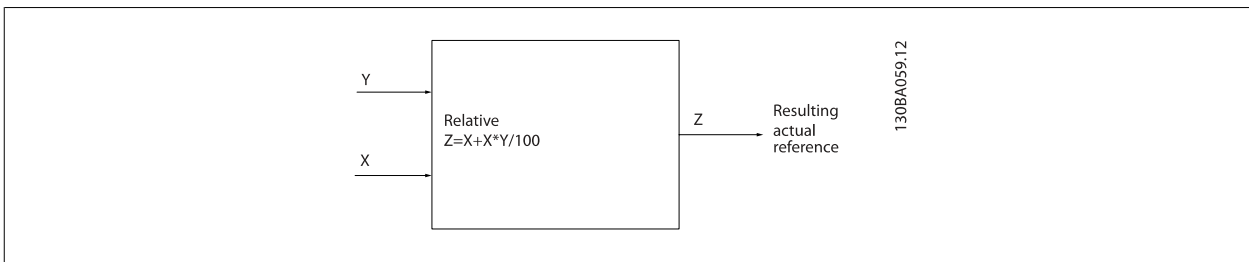 Y
X
Relative
Z=X+X*Y/100
Z
Resulting
actual
reference
130BA059.12